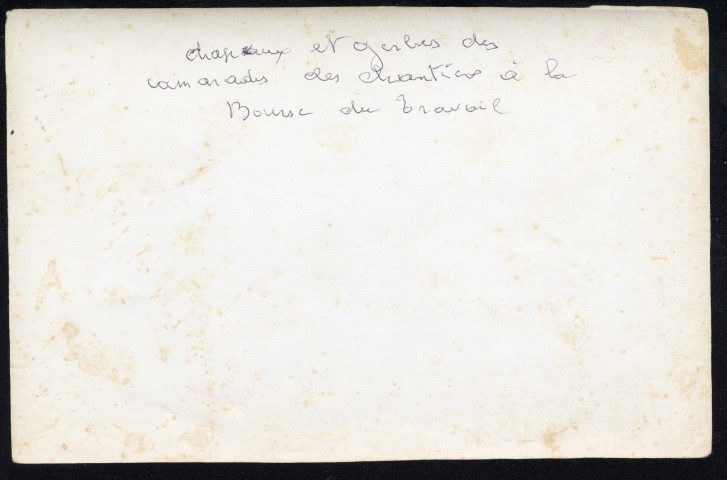 chapeaux et gerbes des
camarades des chantiers à la
Bourse du Travail